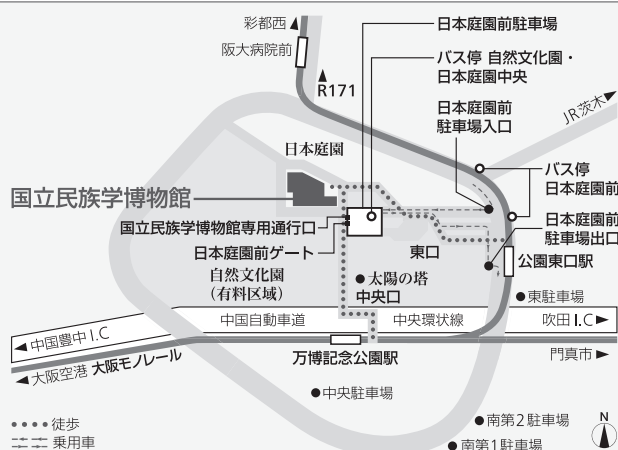 彩都西
阪大病院前
R171
日本庭園前駐車場
バス停 自然文化園・
日本庭園中央
日本庭園前
駐車場入口
JR茨木
日本庭園
バス停
日本庭園前
国立民族学博物館
国立民族学博物館専用通行口
日本庭園前ゲート
自然文化園
(有料区域)
東口
日本庭園前
駐車場出口
公園東口駅
太陽の塔
中央口
東駐車場
中国自動車道
中央環状線
吹田I.C
中国豊中I.C
大阪空港 大阪モノレール
万博記念公園駅
門真市
中央駐車場
徒歩
乗用車
南第2駐車場
南第1駐車場
N